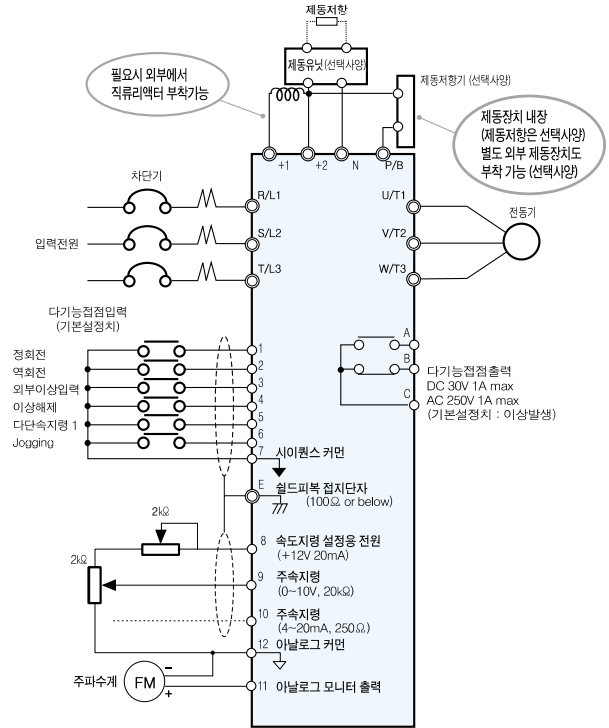 제동저항
제동유닛(선택사양)
필요시 외부에서
직류리액터 부착가능
제동저항기 (선택사양)
제동장치 내장
(제동저항은 선택사양)
별도 외부 제동장치도
부착 가능 (선택사양)
+1
+2
N
P/B
차단기
R/L1
U/T1
전동기
입력전원
S/L2
V/T2
T/L3
W/T3
다기능접점입력
(기본설정치)
정회전
1
역회전
2
외부이상입력
3
이상해제
4
다단속지령 1
5
Jogging
6
7
시이퀀스 커먼
A
B
C
다기능접점출력
DC 30V 1A max
AC 250V 1A max
(기본설정치 : 이상발생)
E
쉴드피복 접지단자
(100Ω or below)
2kΩ
8
속도지령 설정용 전원
(+12V 20mA)
2kΩ
9
주속지령
(0~10V, 20kΩ)
10
주속지령
(4~20mA, 250Ω)
12
아날로그 커먼
주파수계
FM
−
+
11
아날로그 모니터 출력